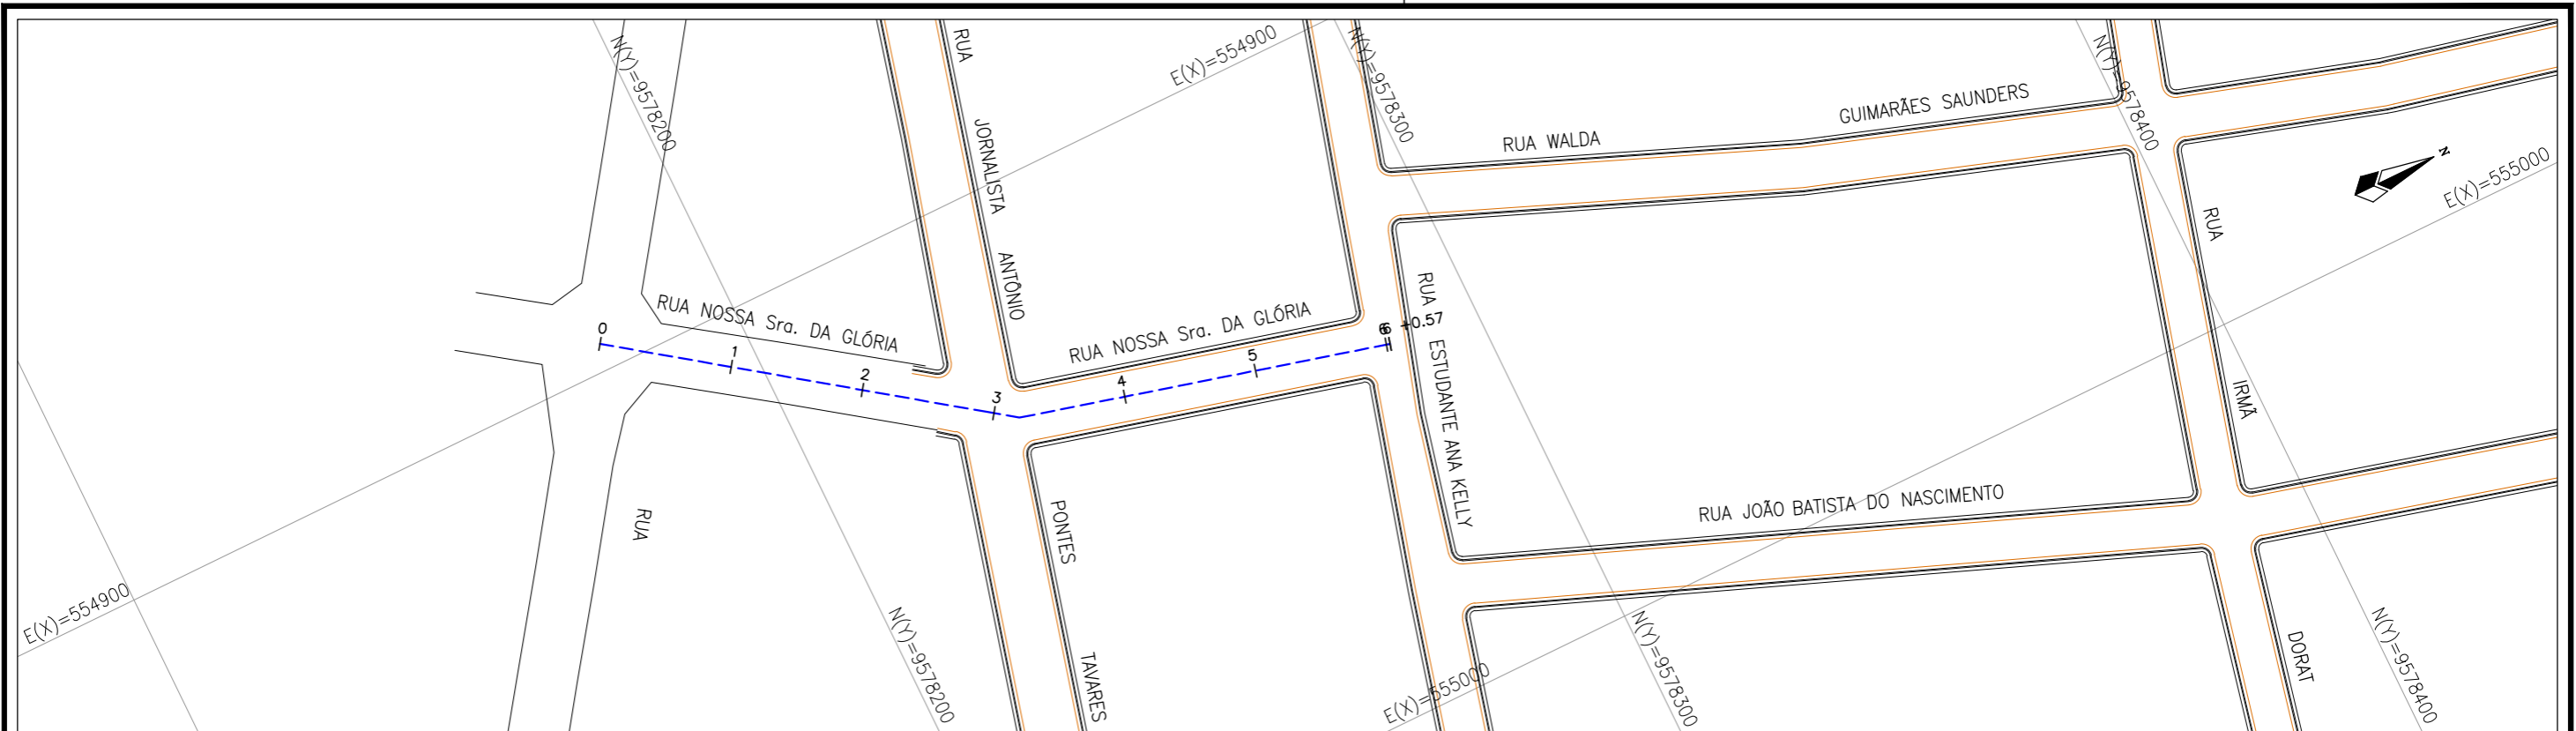 N(Y)=9578200
RUA
JORNALISTA
ANTÔNIO
E(X)=554900
N(Y)=9578300
RUA WALDA
GUIMARÃES SAUNDERS
N(Y)=9578400
N
E(X)=555000
RUA
IRMÃ
RUA NOSSA Sra. DA GLÓRIA
RUA NOSSA Sra. DA GLÓRIA
0
1
2
3
4
5
6
6 +0.57
RUA ESTUDANTE ANA KELLY
RUA JOÃO BATISTA DO NASCIMENTO
RUA
PONTES
TAVARES
E(X)=554900
N(Y)=9578200
E(X)=555000
N(Y)=9578300
DORAT
N(Y)=9578400